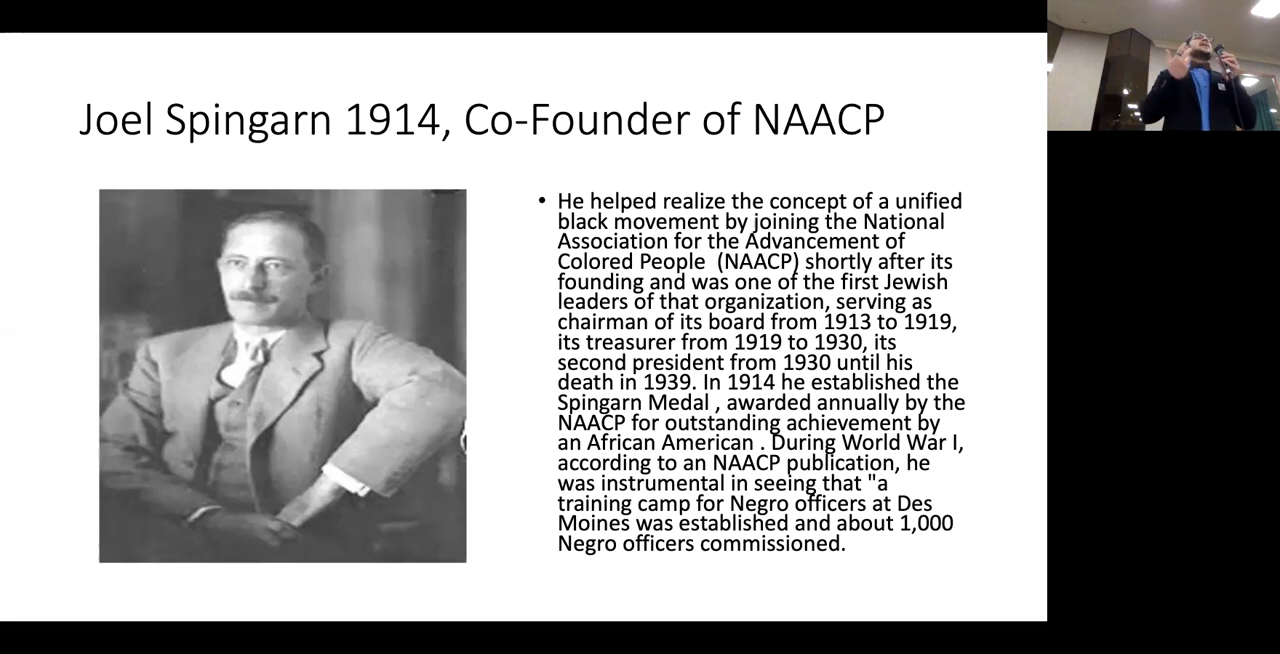 Joel Spingarn 1914, Co-Founder of NAACP
• He helped realize the concept of a unified
black movement by joining the National
Association for the Advancement of
Colored People  (NAACP) shortly after its
founding and was one of the first Jewish
leaders of that organization, serving as
chairman of its board from 1913 to 1919,
its treasurer from 1919 to 1930, its
second president from 1930 until his
death in 1939. In 1914 he established the
Spingarn Medal , awarded annually by the
NAACP for outstanding achievement by
an African American . During World War I,
according to an NAACP publication, he
was instrumental in seeing that "a
training camp for Negro officers at Des
Moines was established and about 1,000
Negro officers commissioned.